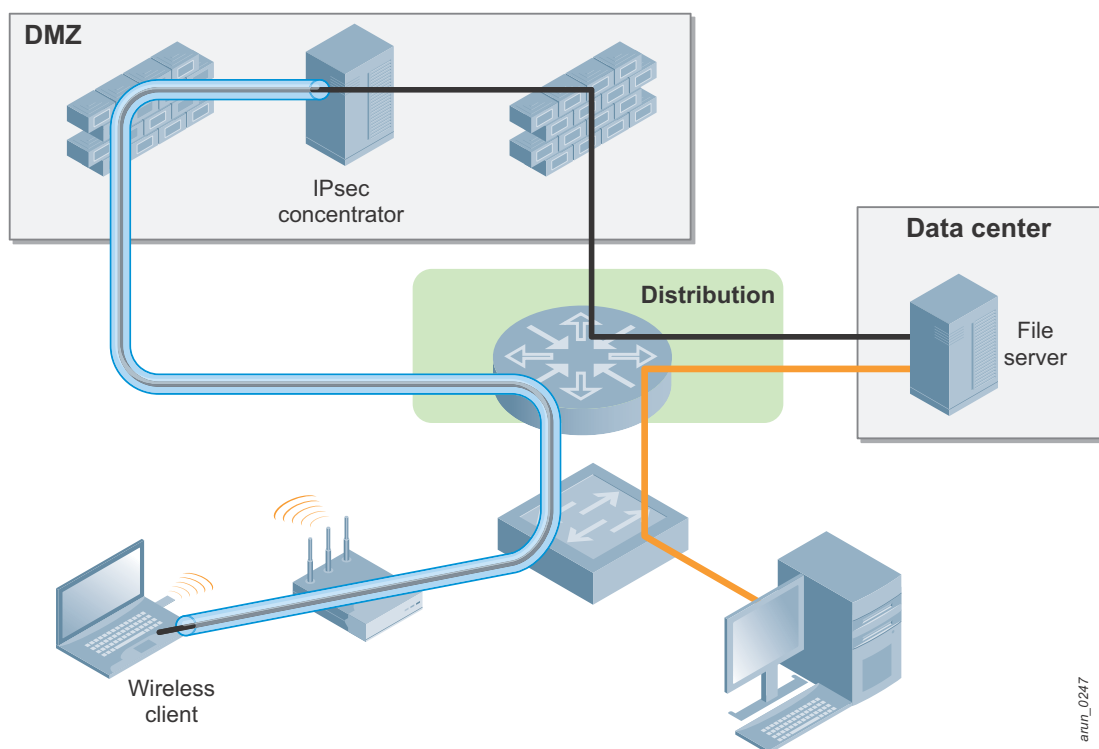 DMZ
IPsec
concentrator
Data center
Distribution
File
server
Wireless
client
arun_0247